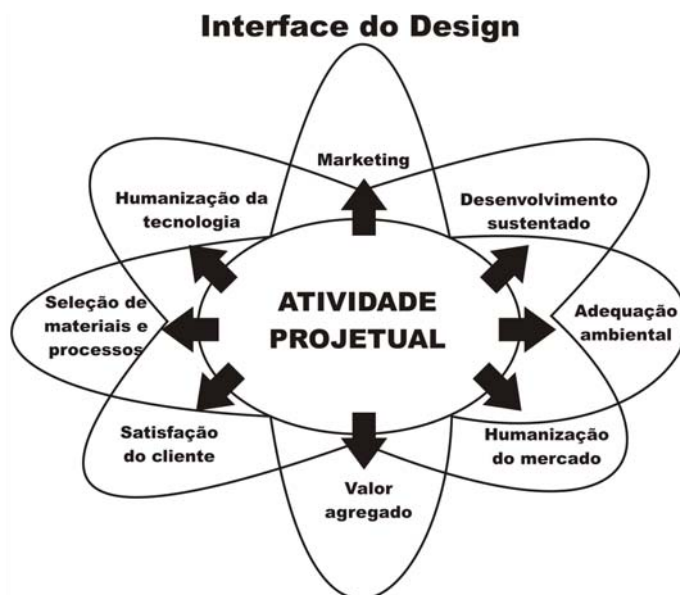 Interface do Design
Marketing
Humanização da
tecnologia
Desenvolvimento
sustentado
Seleção de
materiais e
processos
ATIVIDADE
PROJETUAL
Adequação
ambiental
Satisfação
do cliente
Humanização
do mercado
Valor
agregado